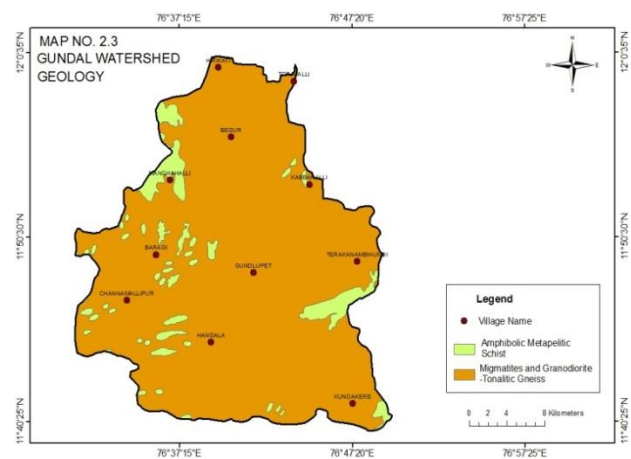 76°37'15"E 76°47'20"E 76°57'25"E
MAP NO. 2.3
GUNDAL WATERSHED
GEOLOGY
12°0'35"N
12°0'35"N
N
W E
S
BEGUR
11°50'30"N
11°50'30"N
BARAGI
GUNDLUPET
CHANNAMALLIPUR
HANGALA
KUNDAKERE
Legend
Village Name
Amphibolic Metapelitic
Schist
Migmatites and Granodiorite
-Tonalitic Gneiss
0 2 4 8 Kilometers
11°40'25"N
11°40'25"N
76°37'15"E 76°47'20"E 76°57'25"E